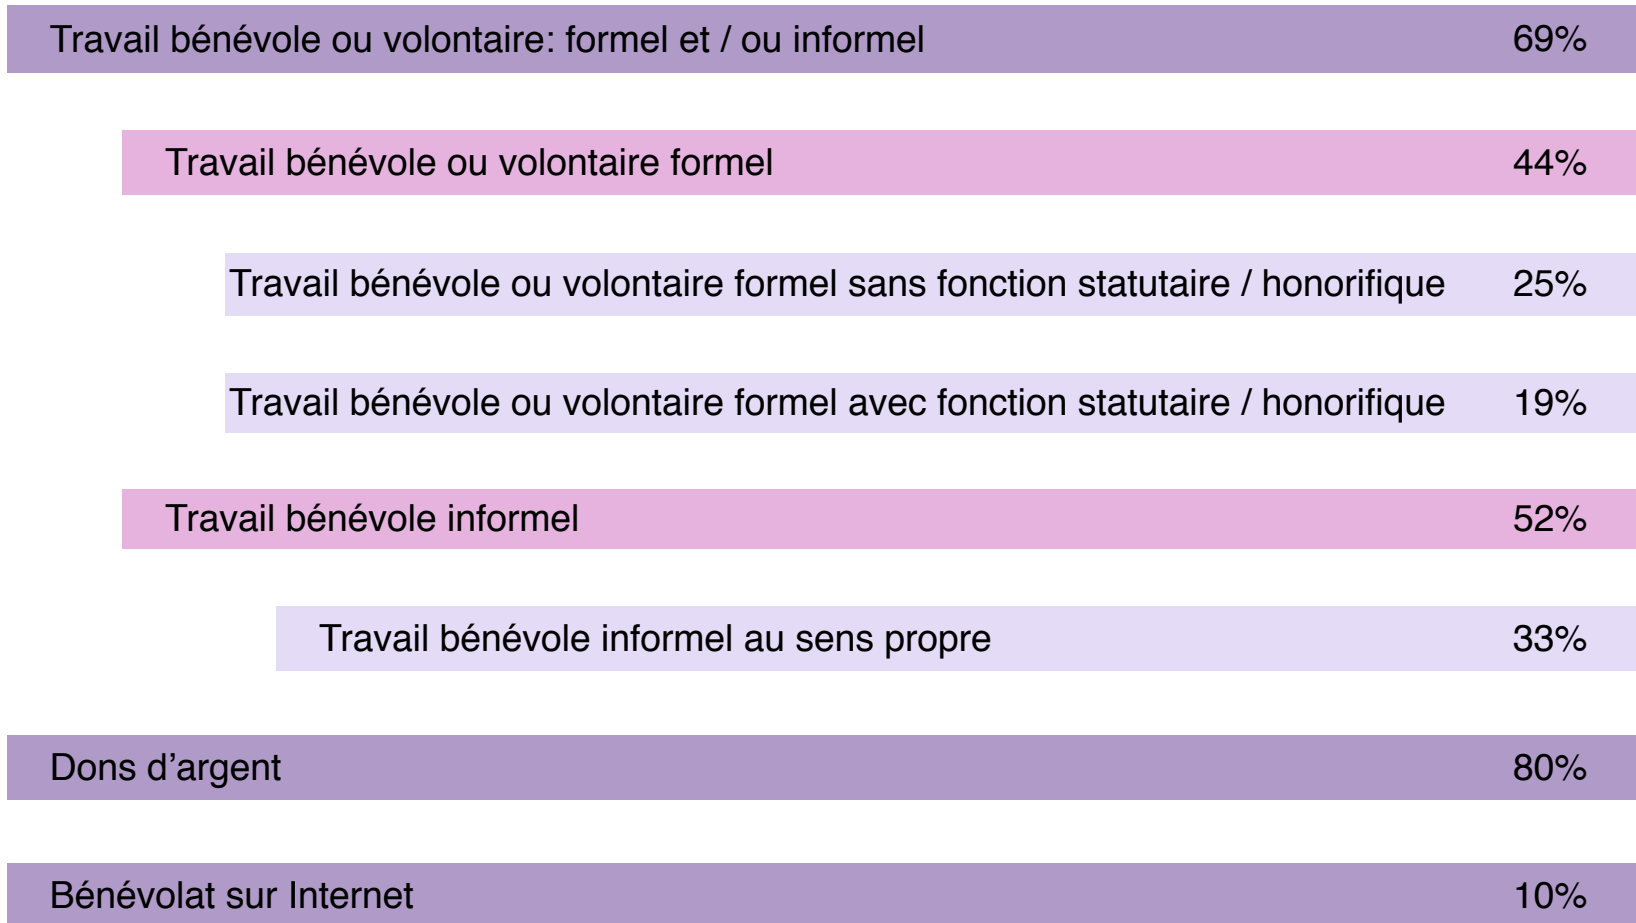 Travail bénévole ou volontaire: formel et / ou informel 69%
Travail bénévole ou volontaire formel 44%
Travail bénévole ou volontaire formel sans fonction statutaire / honorifique 25%
Travail bénévole ou volontaire formel avec fonction statutaire / honorifique 19%
Travail bénévole informel 52%
Travail bénévole informel au sens propre 33%
Dons d’argent 80%
Bénévolat sur Internet 10%